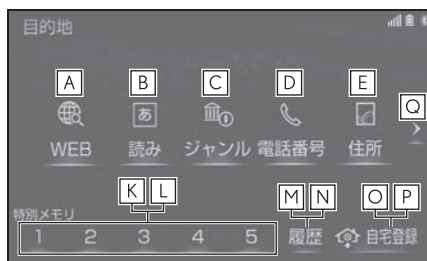 目的地
A B C D E
あ
Q
WEB 読み ジャンル 電話番号 住所
K L M N O P
特別メモリ
1 2 3 4 5 履歴 自宅登録